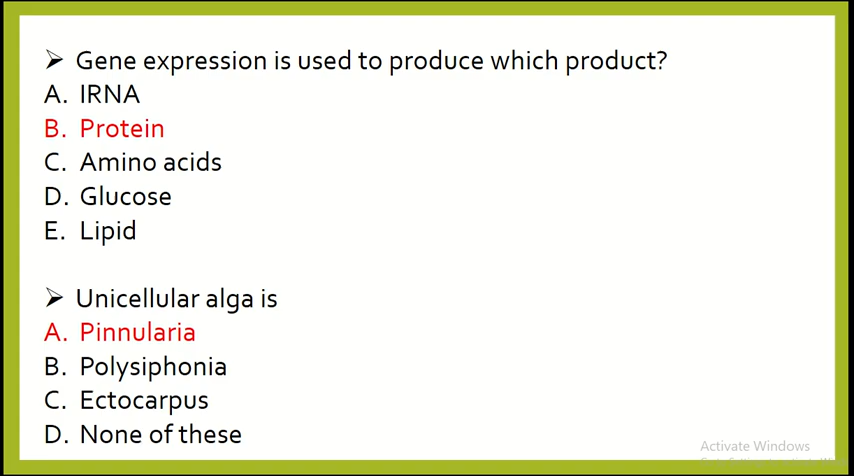 ➤ Gene expression is used to produce which product?
A. IRNA
B. Protein
C. Amino acids
D. Glucose
E. Lipid
➤ Unicellular alga is
A. Pinnularia
B. Polysiphonia
C. Ectocarpus
D. None of these
Activate Windows